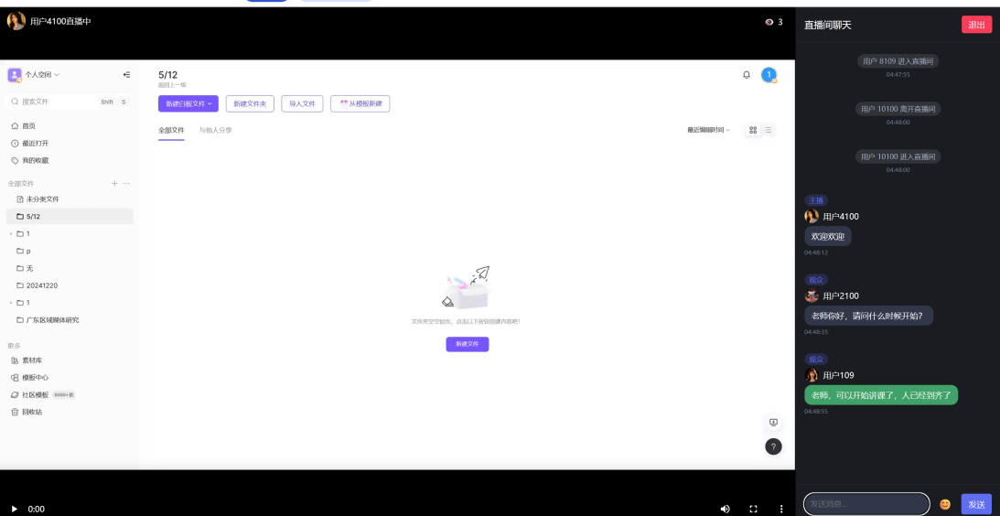 用户4100直播中
3
个人空间
搜索文件 Shift S
首页
最近打开
我的收藏
全部文件
未分类文件
5/12
1
p
无
20241220
1
广东区域媒体研究
更多
素材库
模板中心
社区模板 5000+套
回收站
5/12
返回上一级
新建白板文件
新建文件夹
导入文件
从模板新建
全部文件
与他人分享
最近编辑时间
1
文件夹空空如也，点击以下按钮创建内容吧！
新建文件
?
0:00
直播间聊天
退出
用户 8109 进入直播间
04:47:55
用户 10100 离开直播间
04:48:00
用户 10100 进入直播间
04:48:00
主播
用户4100
欢迎欢迎
04:48:12
观众
用户2100
老师你好，请问什么时候开始?
04:48:35
观众
用户109
老师，可以开始讲课了，人已经到齐了
04:48:55
发送消息...
发送